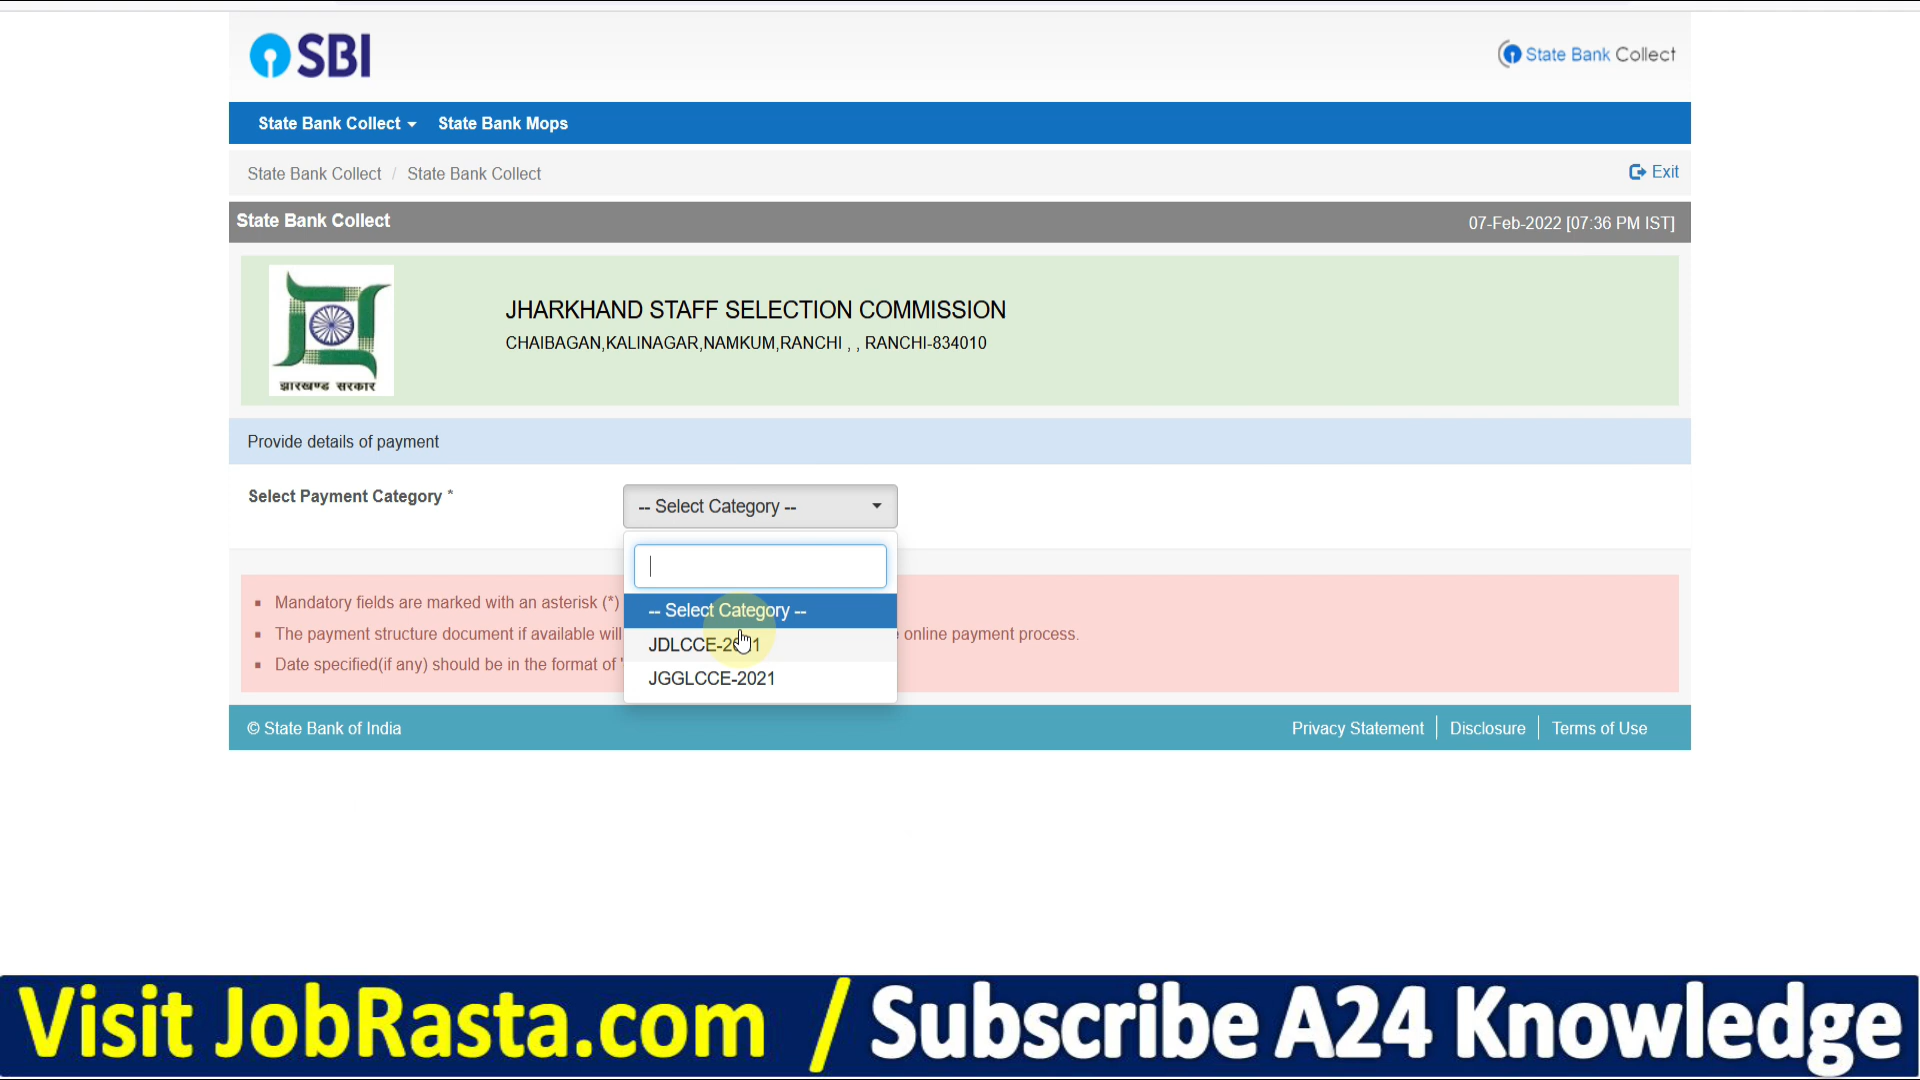 SBI
State Bank Collect
State Bank Collect State Bank Mops
State Bank Collect / State Bank Collect
Exit
State Bank Collect
07-Feb-2022 [07:36 PM IST]
झारखण्ड सरकार
JHARKHAND STAFF SELECTION COMMISSION
CHAIBAGAN,KALINAGAR,NAMKUM,RANCHI , , RANCHI-834010
Provide details of payment
Select Payment Category *
-- Select Category --
-- Select Category --
JDLCCE-2021
JGGLCCE-2021
Mandatory fields are marked with an asterisk (*)
The payment structure document if available will online payment process.
Date specified(if any) should be in the format of '
© State Bank of India
Privacy Statement Disclosure Terms of Use
Visit JobRasta.com / Subscribe A24 Knowledge